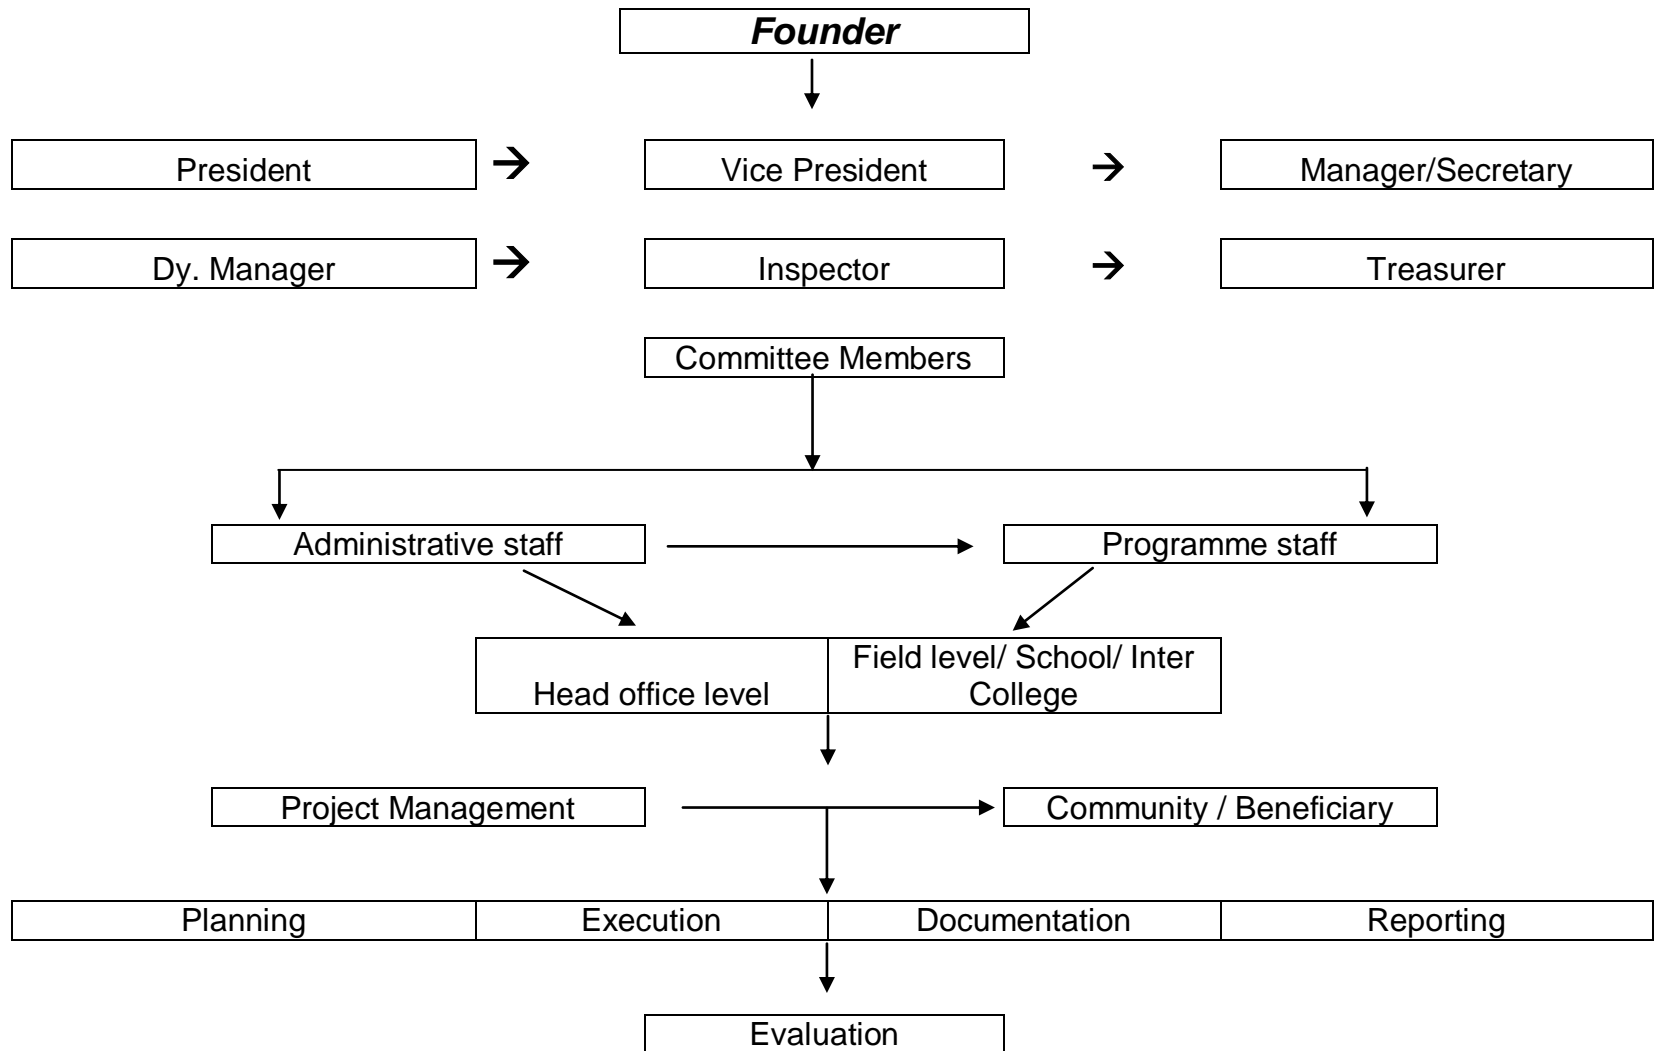 Founder
President → Vice President → Manager/Secretary
Dy. Manager → Inspector → Treasurer
Committee Members
Administrative staff Programme staff
Head office level
Field level/ School/ Inter
College
Project Management Community / Beneficiary
Planning Execution Documentation Reporting
Evaluation